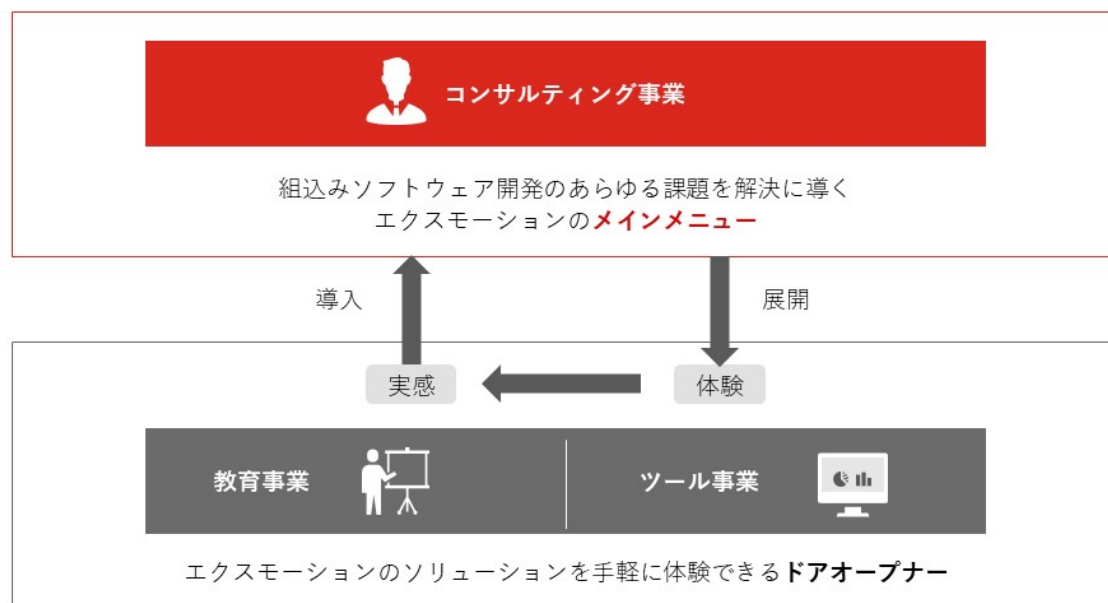 コンサルティング事業
組込みソフトウェア開発のあらゆる課題を解決に導く
エクスモーションのメインメニュー
導入
展開
実感
体験
教育事業
ツール事業
エクスモーションのソリューションを手軽に体験できるドアオープナー